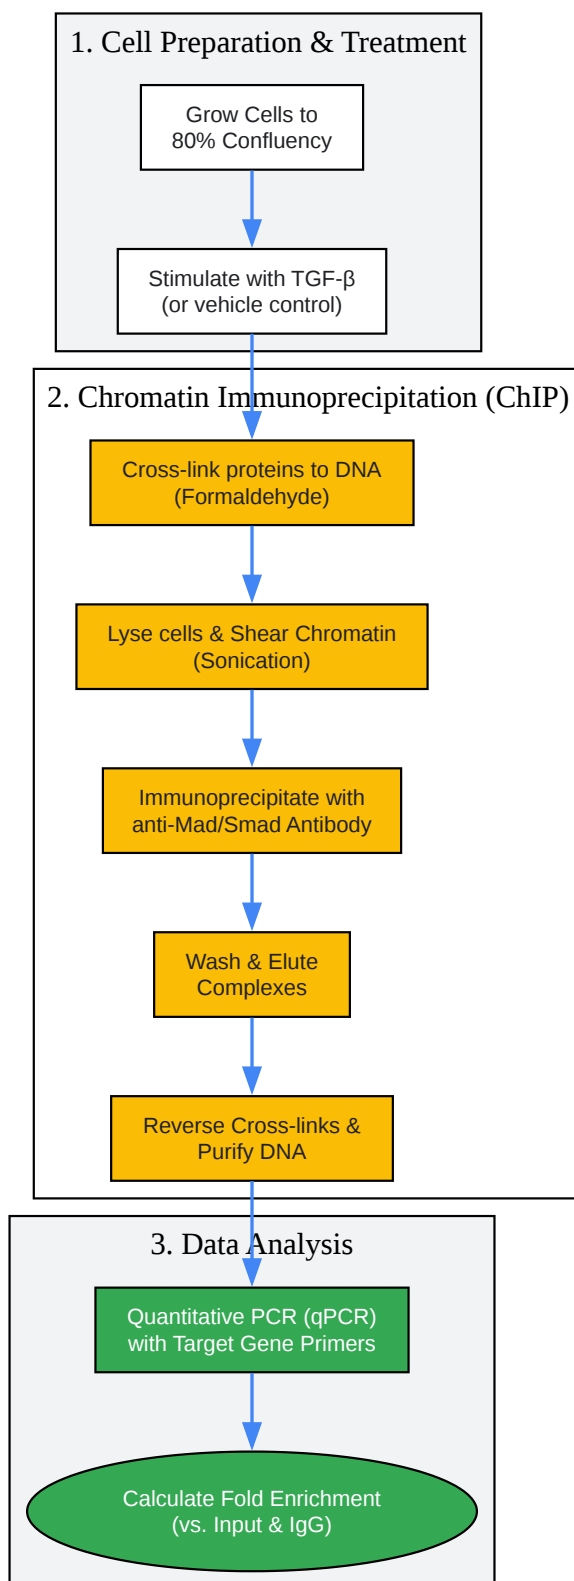 1. Cell Preparation & Treatment
Grow Cells to
80% Confluency
Stimulate with TGF-β
(or vehicle control)
2. Chromatin Immunoprecipitation (ChIP)
Cross-link proteins to DNA
(Formaldehyde)
Lyse cells & Shear Chromatin
(Sonication)
Immunoprecipitate with
anti-Mad/Smad Antibody
Wash & Elute
Complexes
Reverse Cross-links &
Purify DNA
3. Data Analysis
Quantitative PCR (qPCR)
with Target Gene Primers
Calculate Fold Enrichment
(vs. Input & IgG)